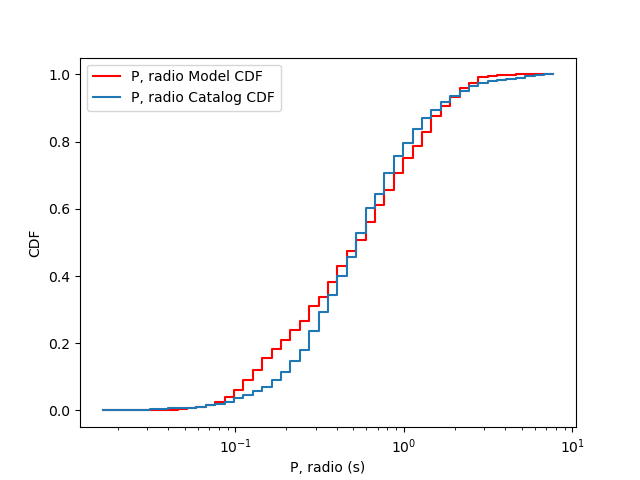 P, radio Model CDF
P, radio Catalog CDF
1.0
0.8
0.6
0.4
0.2
0.0
CDF
10⁻¹ 10⁰ 10¹
P, radio (s)